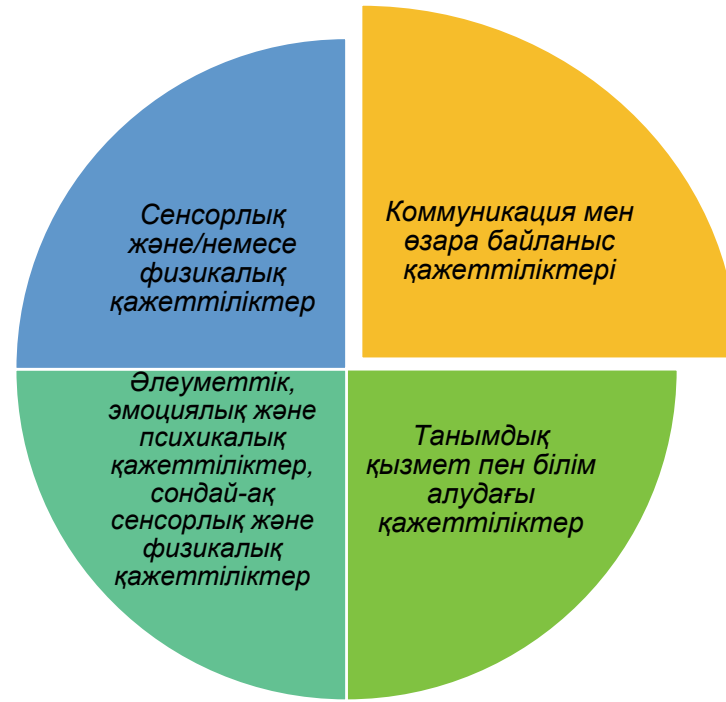 Сенсорлық
және/немесе
физикалық
қажеттіліктер
Коммуникация мен
өзара байланыс
қажеттіліктері
Әлеуметтік,
эмоциялық және
психикалық
қажеттіліктер,
сондай-ақ
сенсорлық және
физикалық
қажеттіліктер
Танымдық
қызмет пен білім
алудағы
қажеттіліктер